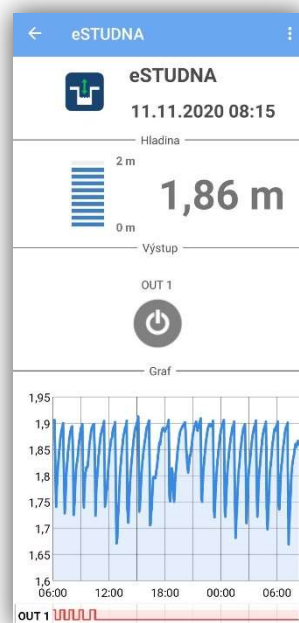 eSTUDNA
eSTUDNA
11.11.2020 08:15
Hladina
2 m
1,86 m
0 m
Výstup
OUT 1
Graf
1,95
1,9
1,85
1,8
1,75
1,7
1,65
1,6
06:00 12:00 18:00 00:00 06:00
OUT 1